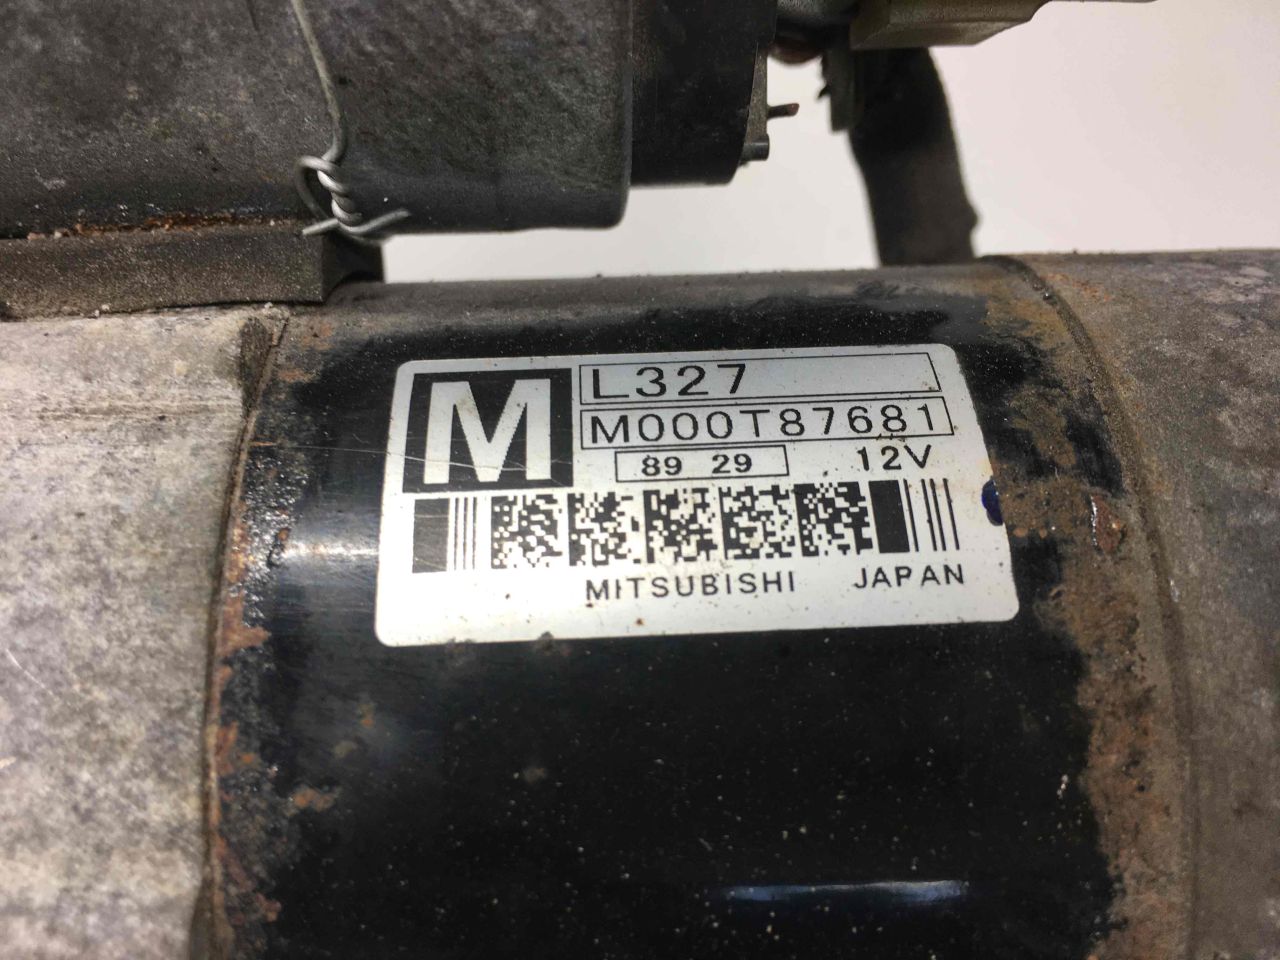 M
L327
M000T87681
89 29
12V
MITSUBISHI JAPAN